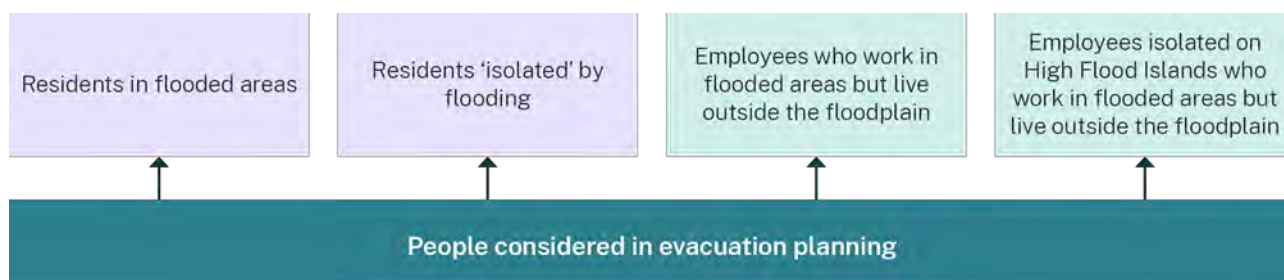 Residents in flooded areas
Residents ‘isolated’ by
flooding
Employees who work in
flooded areas but live
outside the floodplain
Employees isolated on
High Flood Islands who
work in flooded areas but
live outside the floodplain
People considered in evacuation planning